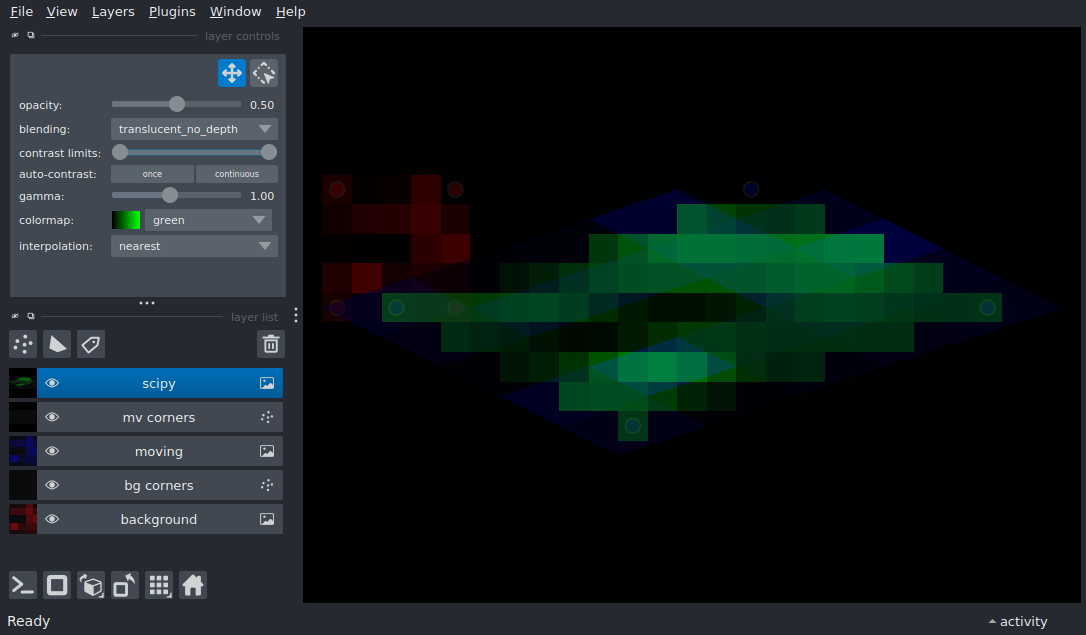 File View Layers Plugins Window Help
layer controls
opacity: 0.50
blending: translucent_no_depth
contrast limits:
auto-contrast: once continuous
gamma: 1.00
colormap: green
interpolation: nearest
layer list
scipy
mv corners
moving
bg corners
background
Ready activity